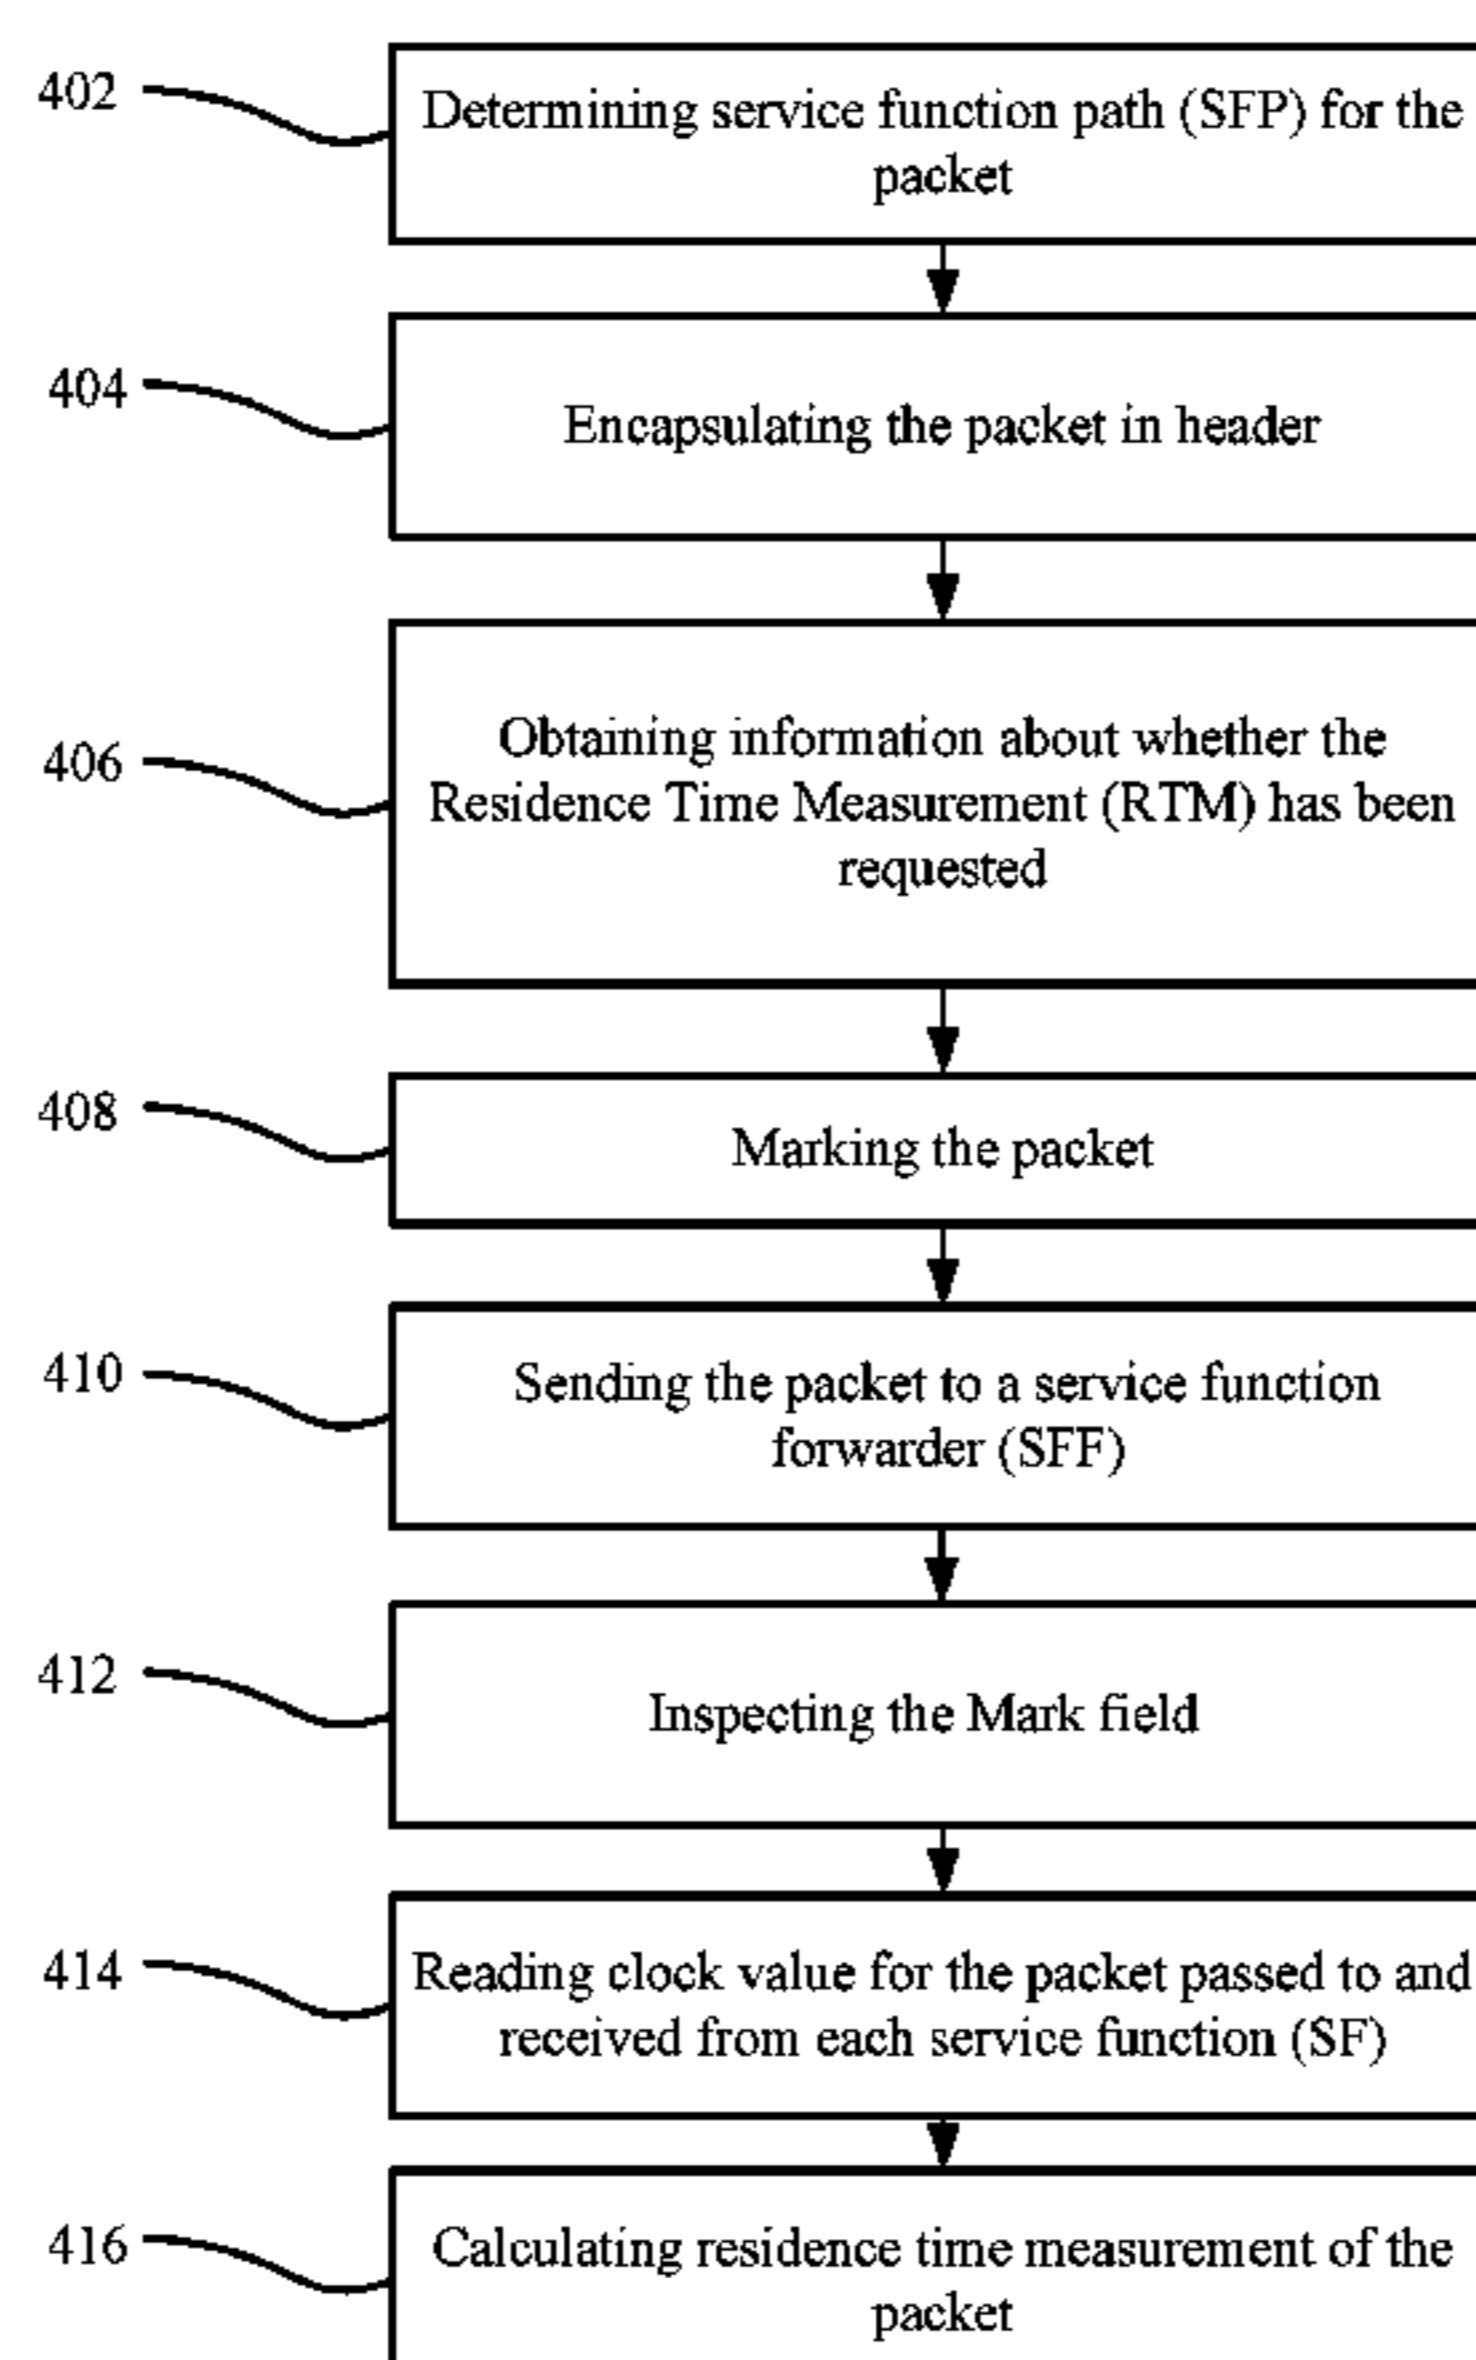 402
Determining service function path (SFP) for the
packet
404
Encapsulating the packet in header
406
Obtaining information about whether the
Residence Time Measurement (RTM) has been
requested
408
Marking the packet
410
Sending the packet to a service function
forwarder (SFF)
412
Inspecting the Mark field
414
Reading clock value for the packet passed to and
received from each service function (SF)
416
Calculating residence time measurement of the
packet